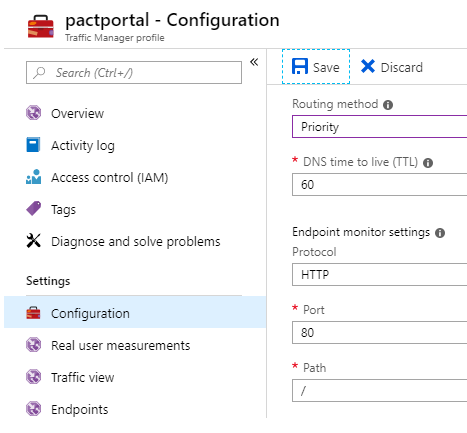 pactportal - Configuration
Traffic Manager profile
Search (Ctrl+/)
«
Overview
Activity log
Access control (IAM)
Tags
Diagnose and solve problems
Settings
Configuration
Real user measurements
Traffic view
Endpoints
Save
Discard
Routing method
Priority
* DNS time to live (TTL)
60
Endpoint monitor settings
Protocol
HTTP
* Port
80
* Path
/